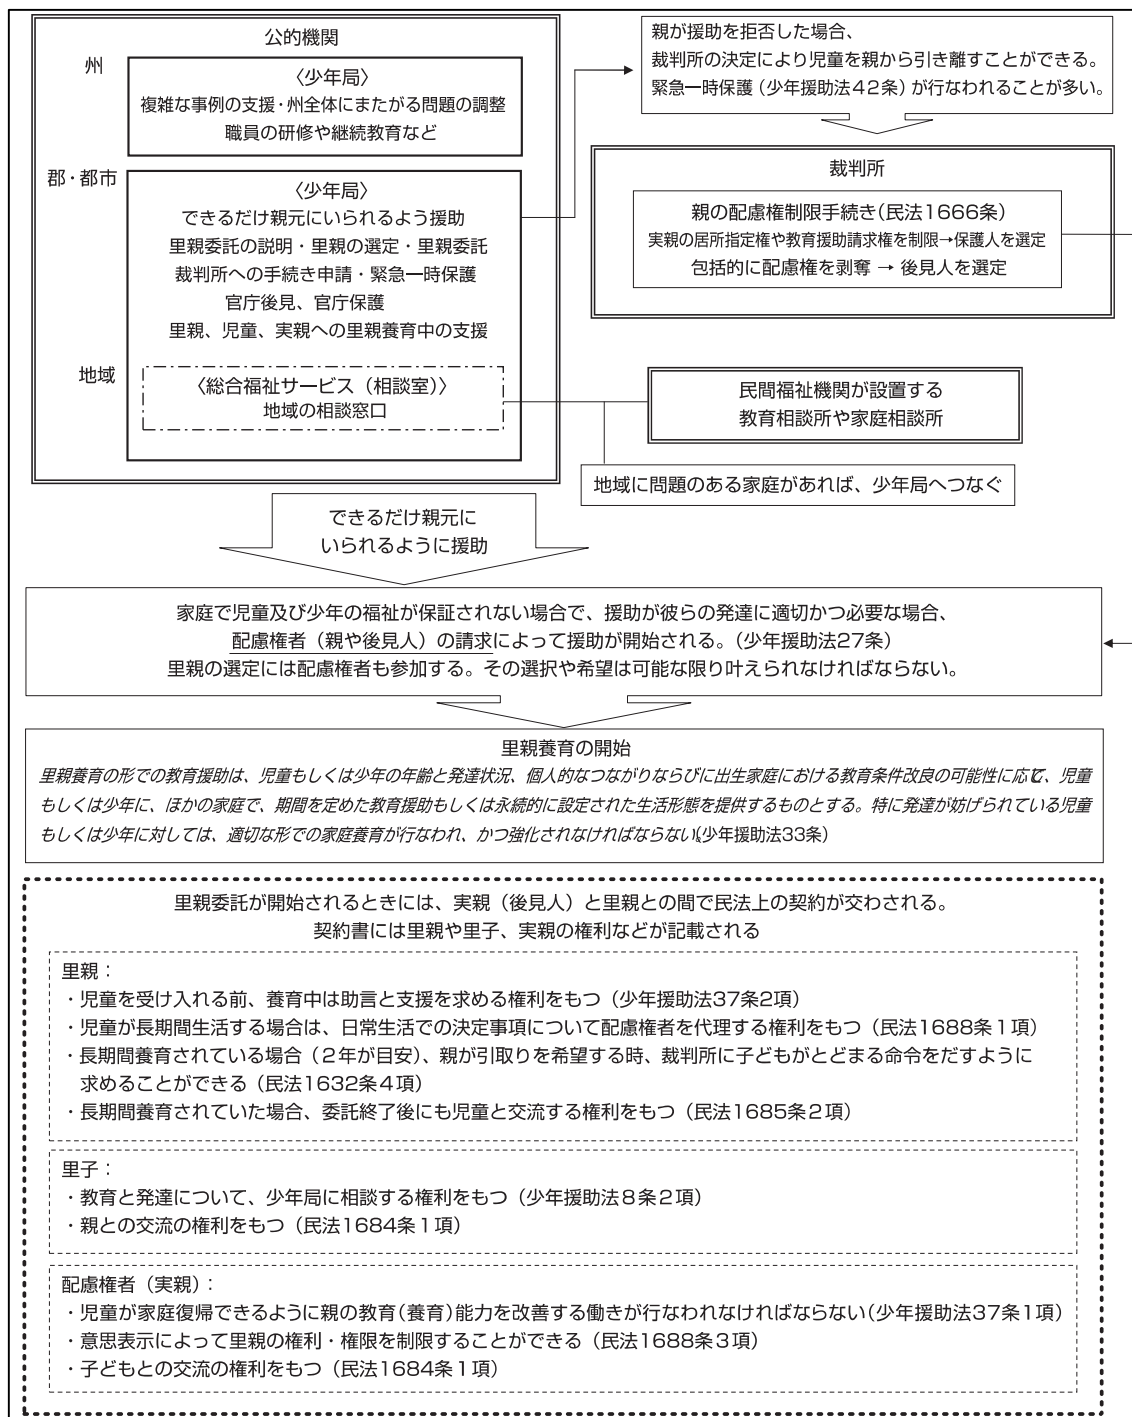 公的機関
州
〈少年局〉
複雑な事例の支援・州全体にまたがる問題の調整
職員の研修や継続教育など
郡・都市
〈少年局〉
できるだけ親元にいられるよう援助
里親委託の説明・里親の選定・里親委託
裁判所への手続き申請・緊急一時保護
官庁後見、官庁保護
里親、児童、実親への里親養育中の支援
地域
〈総合福祉サービス（相談室）〉
地域の相談窓口
親が援助を拒否した場合、
裁判所の決定により児童を親から引き離すことができる。
緊急一時保護（少年援助法42条）が行なわれることが多い。
裁判所
親の配慮権制限手続き（民法1666条）
実親の居所指定権や教育援助請求権を制限→保護人を選定
包括的に配慮権を剥奪 → 後見人を選定
民間福祉機関が設置する
教育相談所や家庭相談所
地域に問題のある家庭があれば、少年局へつなぐ
できるだけ親元に
いられるように援助
家庭で児童及び少年の福祉が保証されない場合で、援助が彼らの発達に適切かつ必要な場合、
配慮権者（親や後見人）の請求によって援助が開始される。（少年援助法27条）
里親の選定には配慮権者も参加する。その選択や希望は可能な限り叶えられなければならない。
里親養育の開始
里親養育の形での教育援助は、児童もしくは少年の年齢と発達状況、個人的なつながりならびに出生家庭における教育条件改良の可能性に応じて、児童
もしくは少年に、ほかの家庭で、期間を定めた教育援助もしくは永続的に設定された生活形態を提供するものとする。特に発達が妨げられている児童
もしくは少年に対しては、適切な形での家庭養育が行なわれ、かつ強化されなければならない。（少年援助法33条）
里親委託が開始されるときには、実親（後見人）と里親との間で民法上の契約が交わされる。
契約書には里親や里子、実親の権利などが記載される
里親：
・児童を受け入れる前、養育中は助言と支援を求める権利をもつ（少年援助法37条2項）
・児童が長期間生活する場合は、日常生活での決定事項について配慮権者を代理する権利をもつ（民法1688条1項）
・長期間養育されている場合（2年が目安）、親が引取りを希望する時、裁判所に子どもがとどまる命令をだすように
求めることができる（民法1632条4項）
・長期間養育されていた場合、委託終了後にも児童と交流する権利をもつ（民法1685条2項）
里子：
・教育と発達について、少年局に相談する権利をもつ（少年援助法8条2項）
・親との交流の権利をもつ（民法1684条1項）
配慮権者（実親）：
・児童が家庭復帰できるように親の教育（養育）能力を改善する働きが行なわれなければならない（少年援助法37条1項）
・意思表示によって里親の権利・権限を制限することができる（民法1688条3項）
・子どもとの交流の権利をもつ（民法1684条1項）